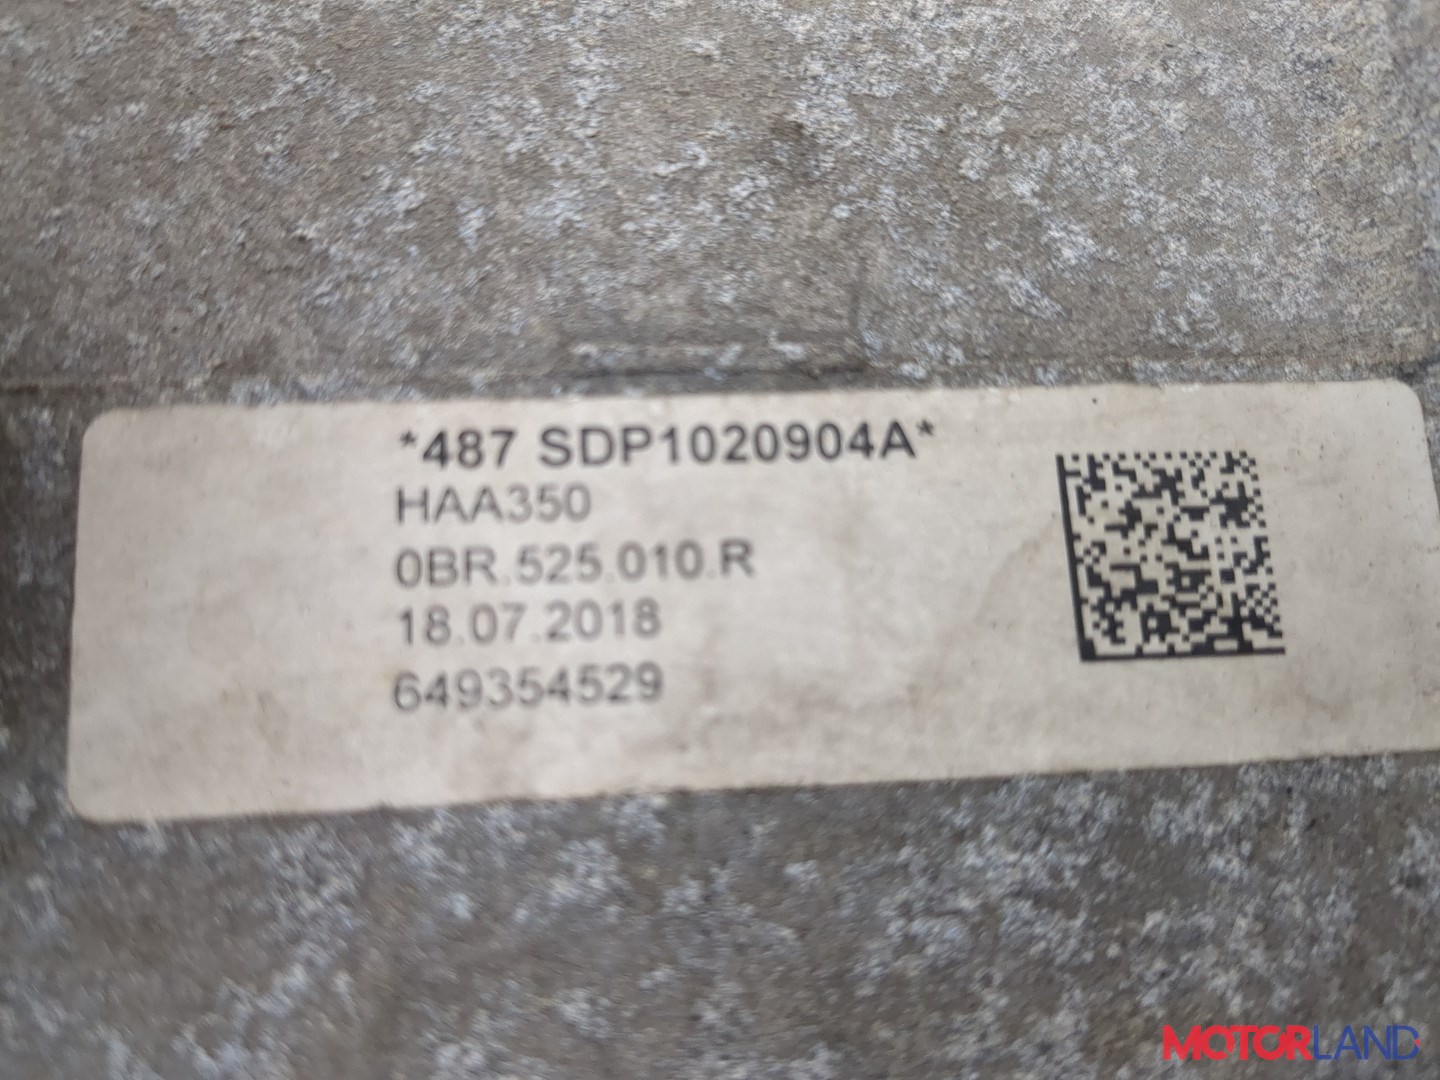 *487 SDP1020904A*
HAA350
0BR.525.010.R
18.07.2018
649354529
MOTORLAND